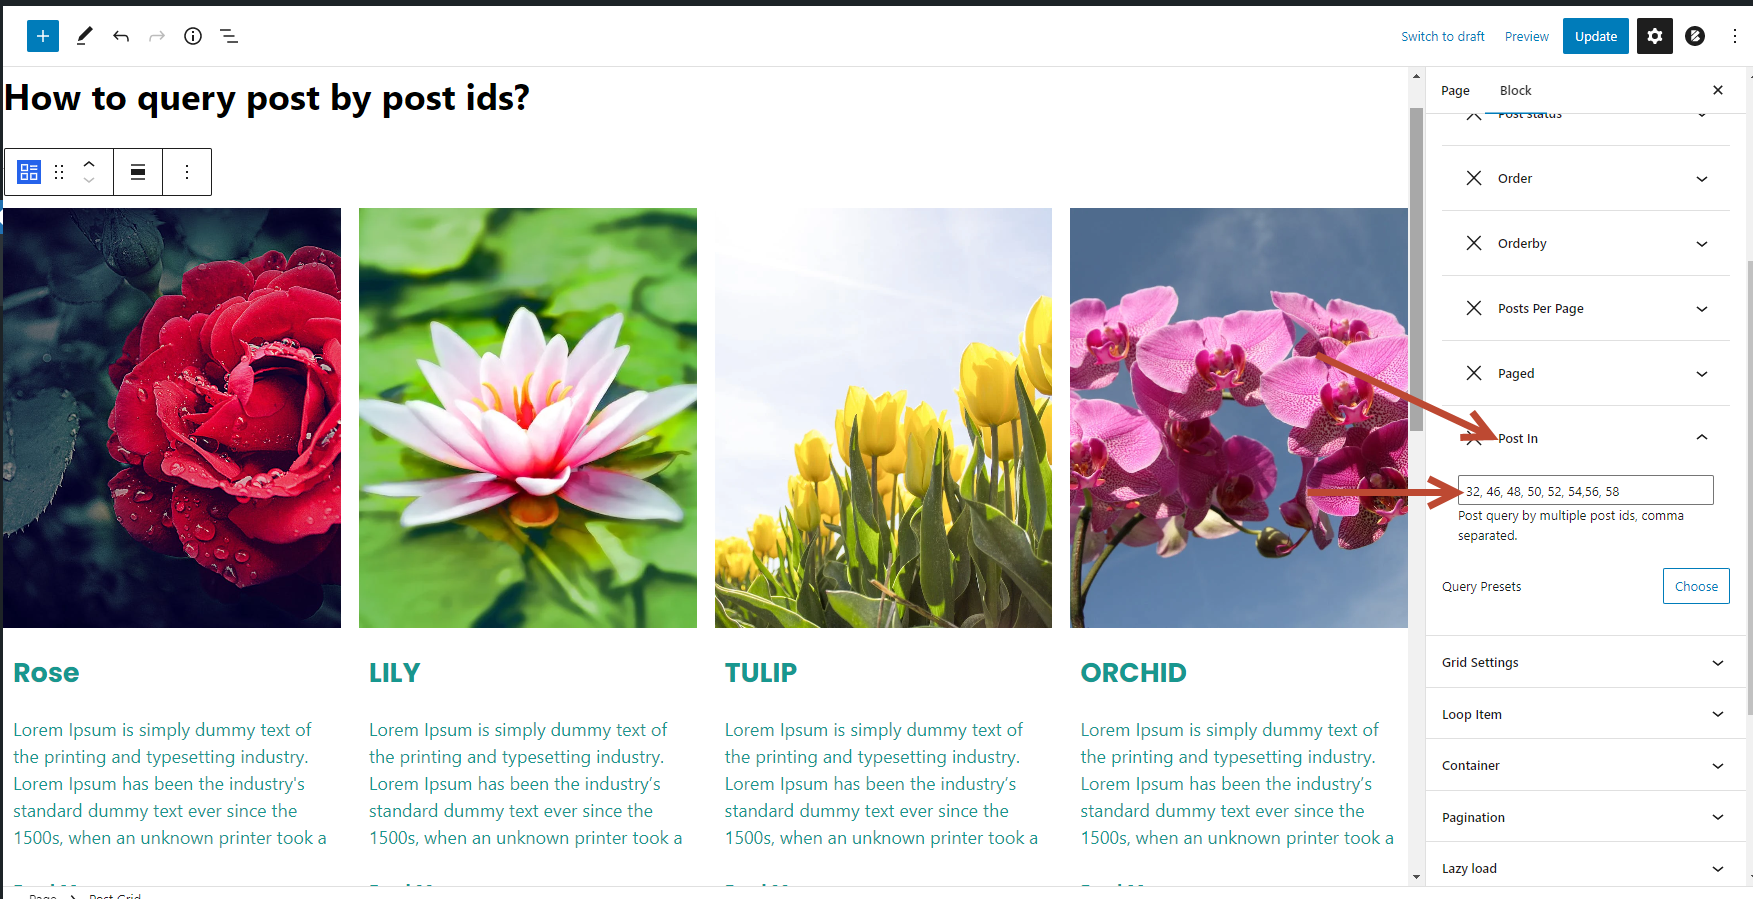 Switch to draft
Preview
Update
How to query post by post ids?
Page
Block
Post status
Order
Orderby
Posts Per Page
Paged
Post In
32, 46, 48, 50, 52, 54,56, 58
Post query by multiple post ids, comma
separated.
Query Presets
Choose
Grid Settings
Loop Item
Container
Pagination
Lazy load
Rose
Lorem Ipsum is simply dummy text of
the printing and typesetting industry.
Lorem Ipsum has been the industry's
standard dummy text ever since the
1500s, when an unknown printer took a
LILY
Lorem Ipsum is simply dummy text of
the printing and typesetting industry.
Lorem Ipsum has been the industry’s
standard dummy text ever since the
1500s, when an unknown printer took a
TULIP
Lorem Ipsum is simply dummy text of
the printing and typesetting industry.
Lorem Ipsum has been the industry’s
standard dummy text ever since the
1500s, when an unknown printer took a
ORCHID
Lorem Ipsum is simply dummy text of
the printing and typesetting industry.
Lorem Ipsum has been the industry’s
standard dummy text ever since the
1500s, when an unknown printer took a
Page
Post Grid